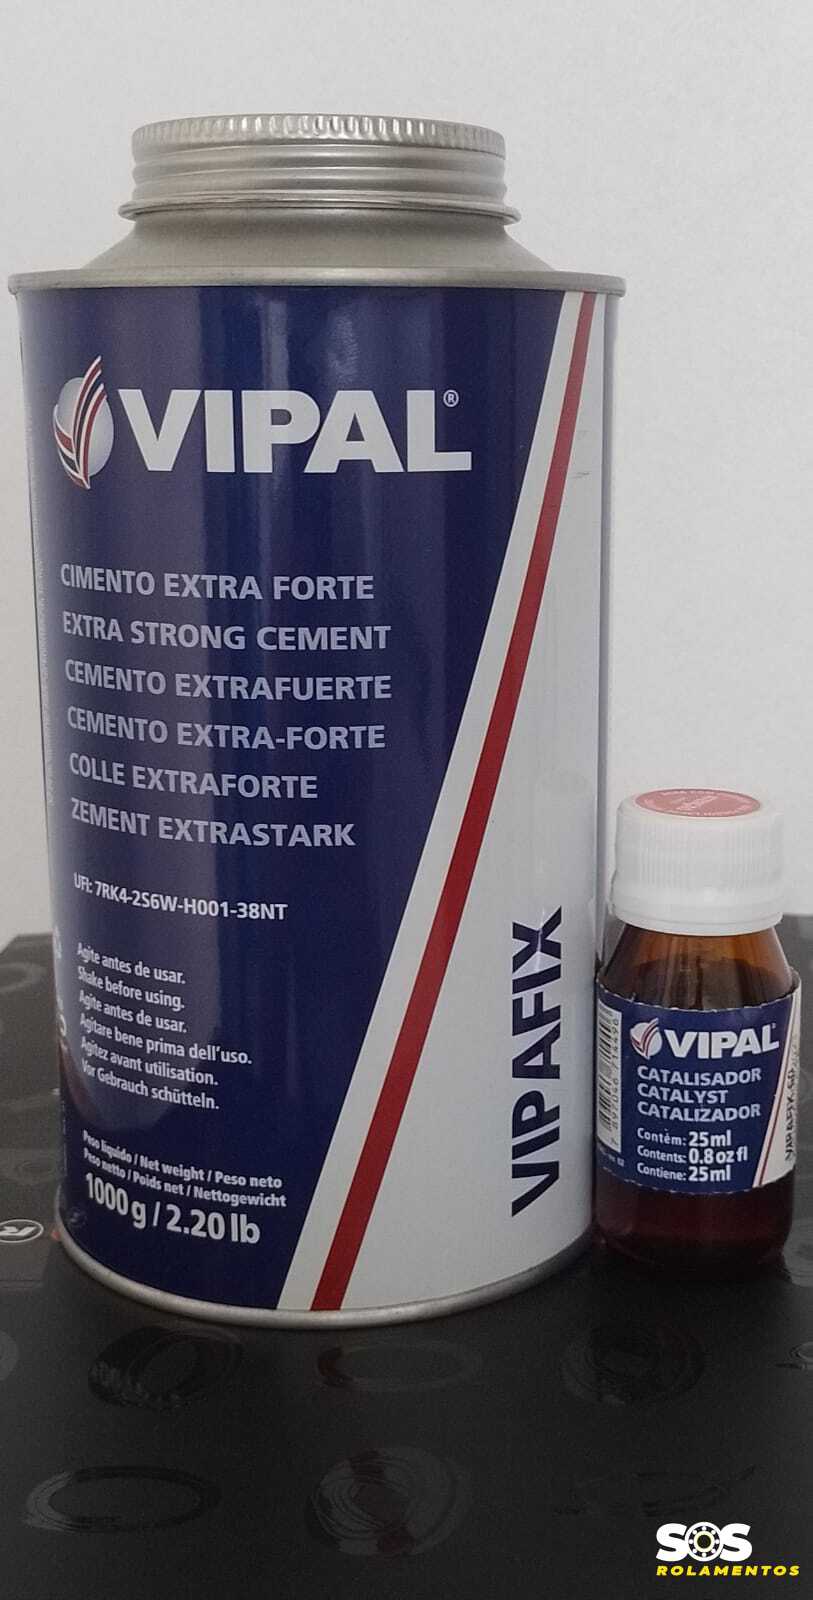 VIPAL®
CIMENTO EXTRA FORTE
EXTRA STRONG CEMENT
CEMENTO EXTRAFUERTE
CEMENTO EXTRA-FORTE
COLLE EXTRAFORTE
ZEMENT EXTRASTARK
UFI: 7RK4-2S6W-H001-38NT
Agite antes de usar.
Shake before using.
Agite antes de usar.
Agitare bene prima dell'uso.
Agitez avant utilisation.
Vor Gebrauch schütteln.
Peso líquido / Net weight / Peso neto
Peso netto / Poids net / Nettogewicht
1000 g / 2.20 lb
VIPAFIX
VIPAL®
CATALISADOR
CATALYST
CATALIZADOR
Contém: 25ml
Contents: 0.8 oz fl
Contiene: 25ml
SOS
ROLAMENTOS